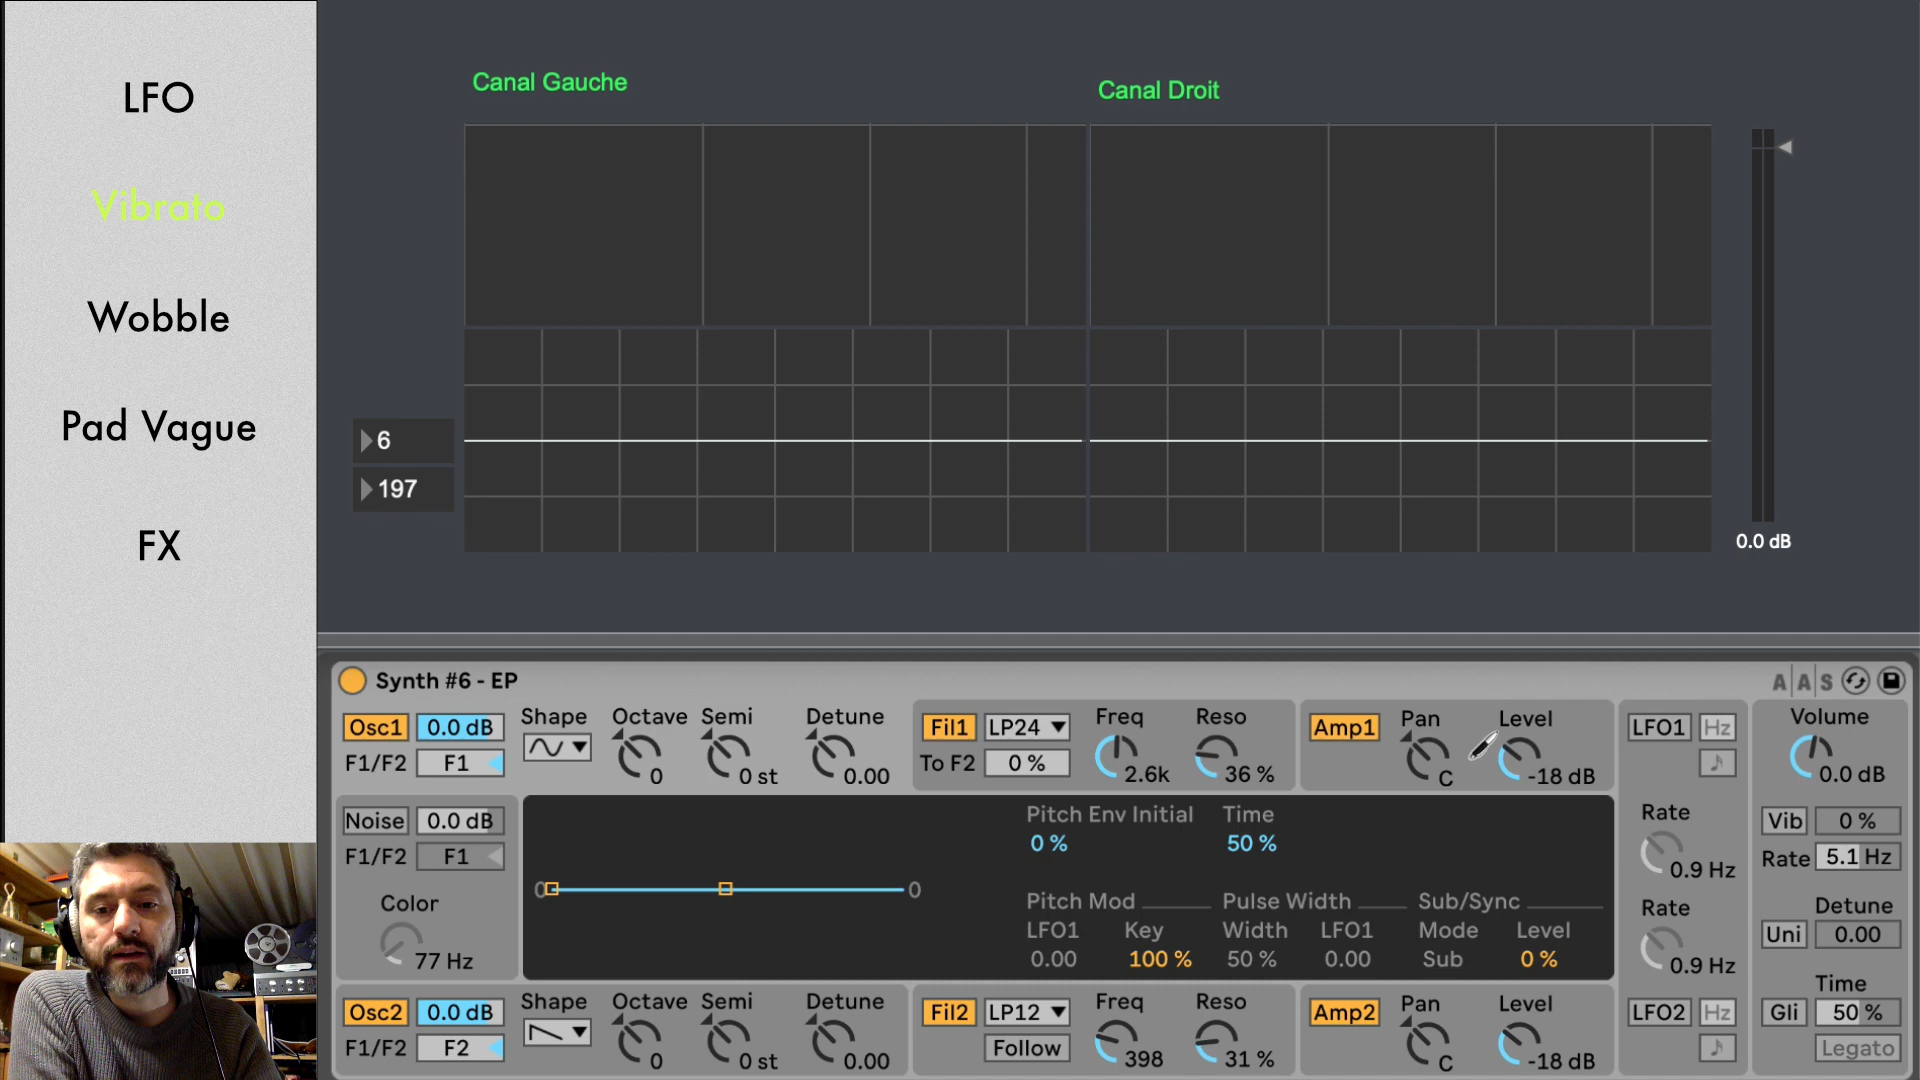 LFO
Vibrato
Wobble
Pad Vague
FX
Canal Gauche
Canal Droit
6
197
0.0 dB
Synth #6 - EP
A A S
Osc1 0.0 dB
F1/F2 F1
Shape
Octave
0
Semi
0 st
Detune
0.00
Fil1 LP24
To F2 0 %
Freq
2.6k
Reso
36 %
Amp1
Pan
C
Level
-18 dB
LFO1 Hz
Rate
0.9 Hz
Rate
0.9 Hz
LFO2 Hz
Volume
0.0 dB
Vib 0 %
Rate 5.1 Hz
Detune
Uni 0.00
Time
Gli 50 %
Legato
Noise 0.0 dB
F1/F2 F1
Color
77 Hz
0 0
Pitch Env Initial Time
0 % 50 %
Pitch Mod Pulse Width Sub/Sync
LFO1 Key Width LFO1 Mode Level
0.00 100 % 50 % 0.00 Sub 0 %
Osc2 0.0 dB
F1/F2 F2
Shape
Octave
0
Semi
0 st
Detune
0.00
Fil2 LP12
Follow
Freq
398
Reso
31 %
Amp2
Pan
C
Level
-18 dB